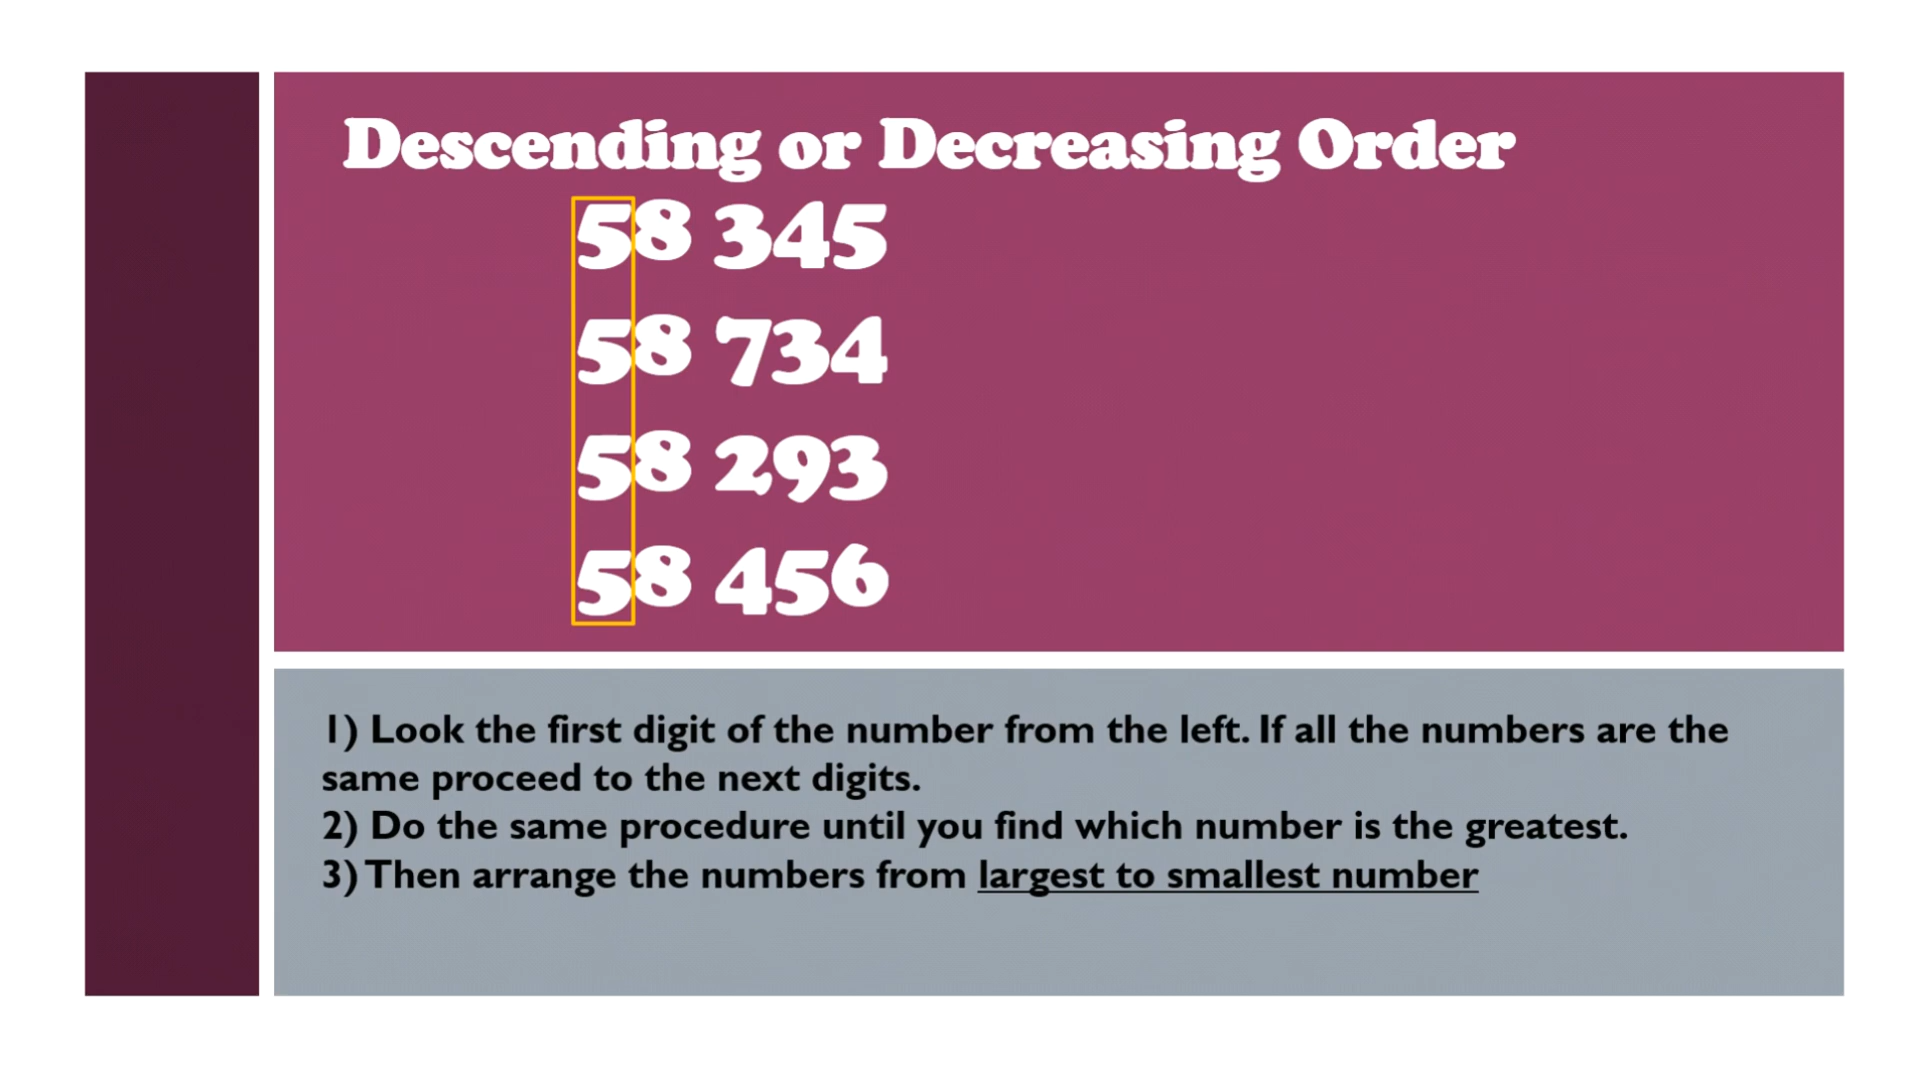 Descending or Decreasing Order
58 345
58 734
58 293
58 456
1) Look the first digit of the number from the left. If all the numbers are the
same proceed to the next digits.
2) Do the same procedure until you find which number is the greatest.
3) Then arrange the numbers from largest to smallest number